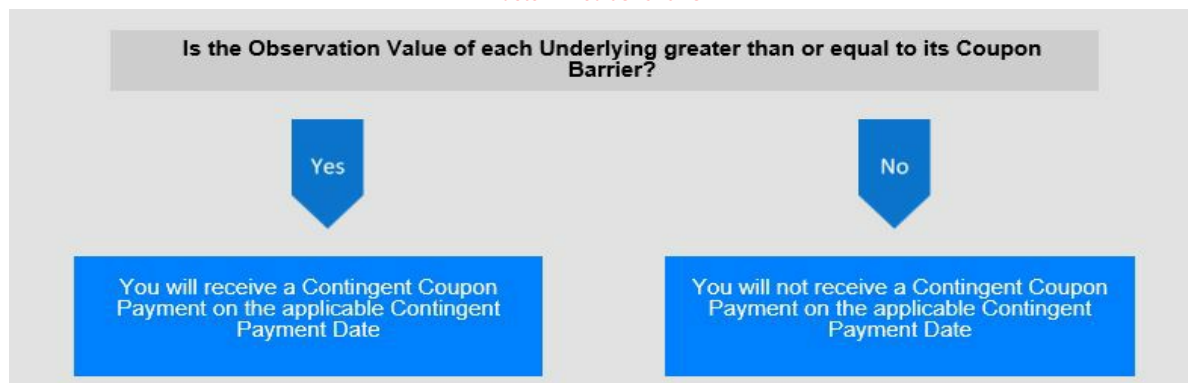 Is the Observation Value of each Underlying greater than or equal to its Coupon
Barrier?
Yes
No
You will receive a Contingent Coupon
Payment on the applicable Contingent
Payment Date
You will not receive a Contingent Coupon
Payment on the applicable Contingent
Payment Date